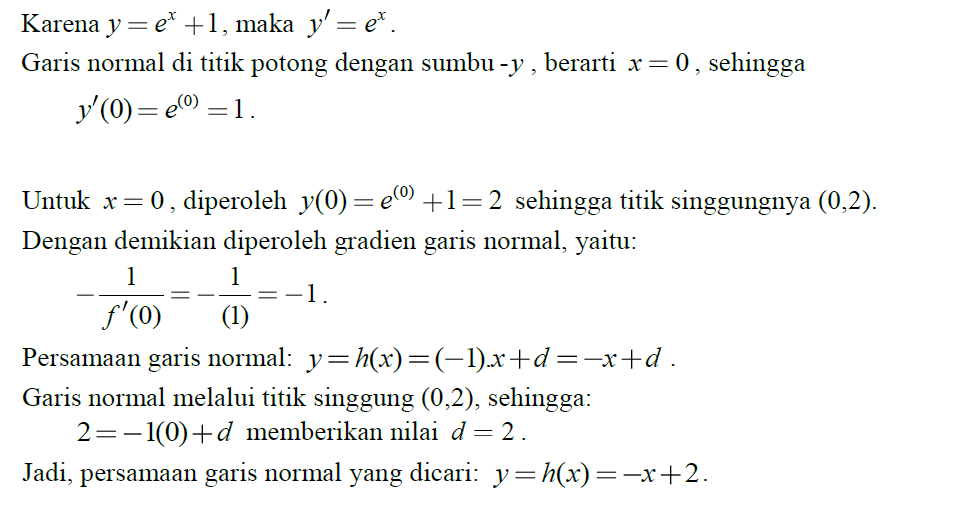 Karena y = eˣ + 1, maka y′ = eˣ.
Garis normal di titik potong dengan sumbu -y, berarti x = 0, sehingga
y′(0) = e⁽⁰⁾ = 1.
Untuk x = 0, diperoleh y(0) = e⁽⁰⁾ + 1 = 2 sehingga titik singgungnya (0,2).
Dengan demikian diperoleh gradien garis normal, yaitu:
−1/f′(0) = −1/(1) = −1.
Persamaan garis normal: y = h(x) = (−1).x + d = −x + d .
Garis normal melalui titik singgung (0,2), sehingga:
2 = −1(0) + d memberikan nilai d = 2.
Jadi, persamaan garis normal yang dicari: y = h(x) = −x + 2.